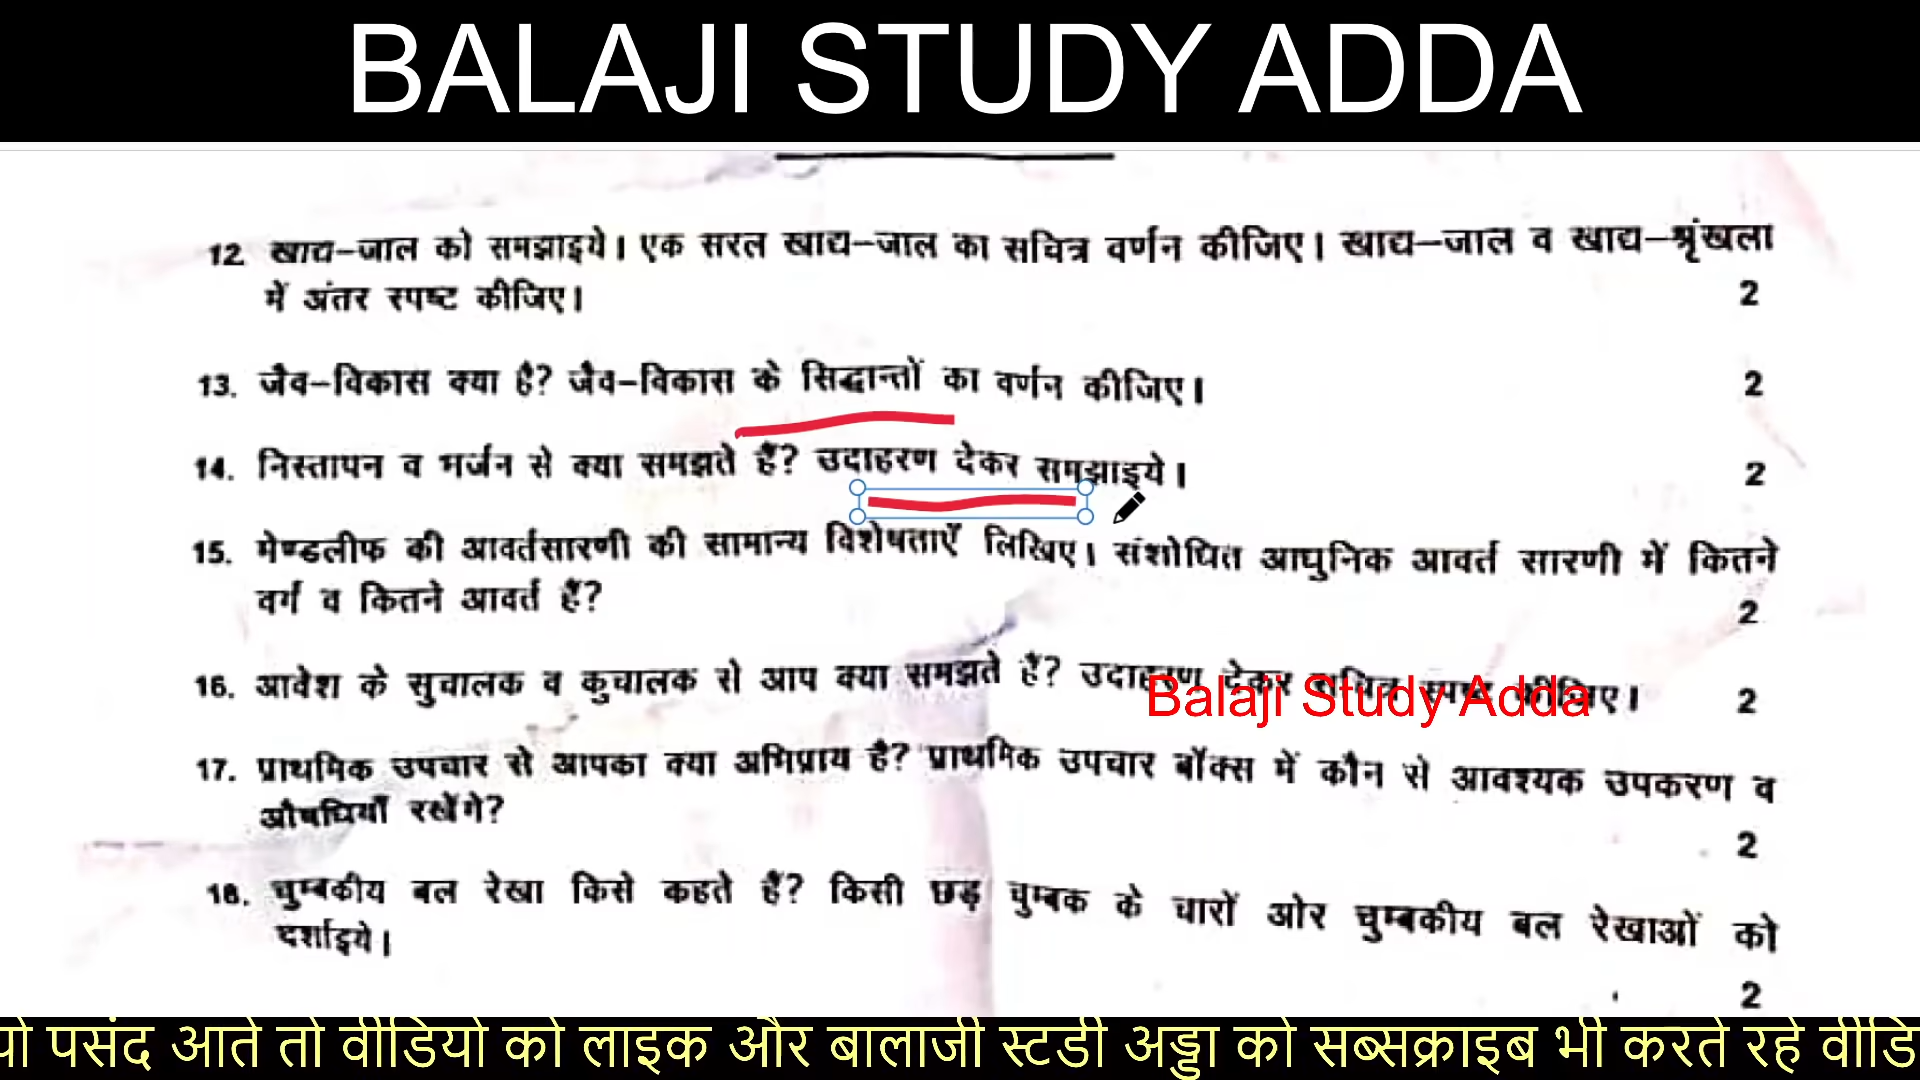 BALAJI STUDY ADDA
12. खाद्य–जाल को समझाइये। एक सरल खाद्य–जाल का सचित्र वर्णन कीजिए। खाद्य–जाल व खाद्य–श्रृंखला
में अंतर स्पष्ट कीजिए। 2
13. जैव–विकास क्या है? जैव–विकास के सिद्धान्तों का वर्णन कीजिए। 2
14. निस्तापन व भर्जन से क्या समझते हैं? उदाहरण देकर समझाइये। 2
15. मेण्डलीफ की आवर्तसारणी की सामान्य विशेषताएँ लिखिए। संशोधित आधुनिक आवर्त सारणी में कितने
वर्ग व कितने आवर्त हैं? 2
16. आवेश के सुचालक व कुचालक से आप क्या समझते हैं? उदाहरण देकर कीजिए। 2
Balaji Study Adda
17. प्राथमिक उपचार से आपका क्या अभिप्राय है? प्राथमिक उपचार बॉक्स में कौन से आवश्यक उपकरण व
औषधियाँ रखेंगे? 2
18. चुम्बकीय बल रेखा किसे कहते हैं? किसी छड़ चुम्बक के चारों ओर चुम्बकीय बल रेखाओं को
दर्शाइये। 2
यो पसंद आते तो वीडियो को लाइक और बालाजी स्टडी अड्डा को सब्सक्राइब भी करते रहे वीडि